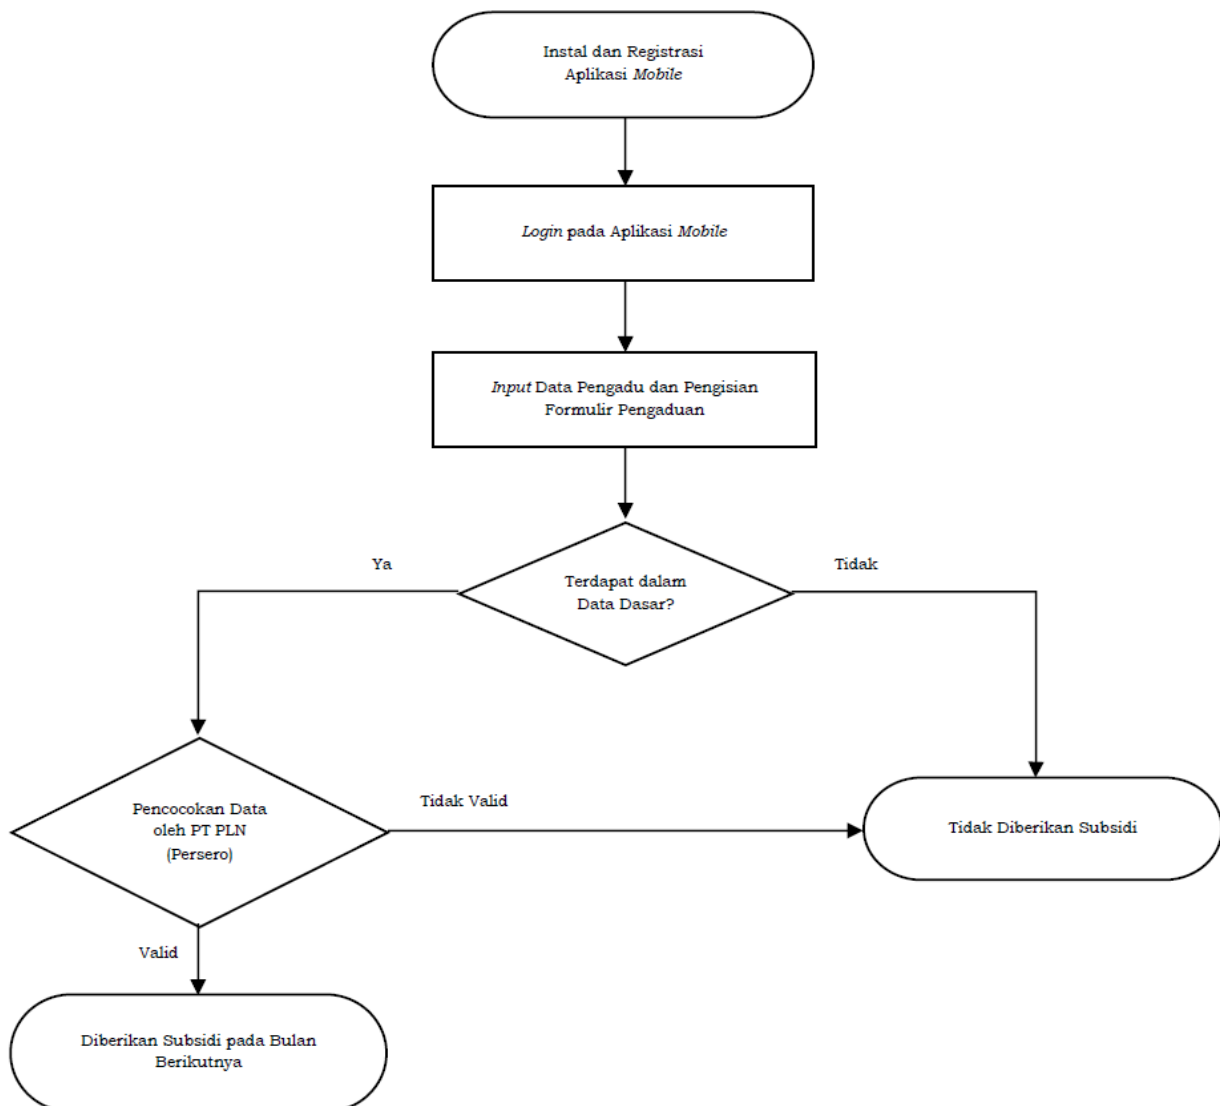 Instal dan Registrasi
Aplikasi Mobile
Login pada Aplikasi Mobile
Input Data Pengadu dan Pengisian
Formulir Pengaduan
Ya
Tidak
Terdapat dalam
Data Dasar?
Pencocokan Data
oleh PT PLN
(Persero)
Tidak Valid
Tidak Diberikan Subsidi
Valid
Diberikan Subsidi pada Bulan
Berikutnya